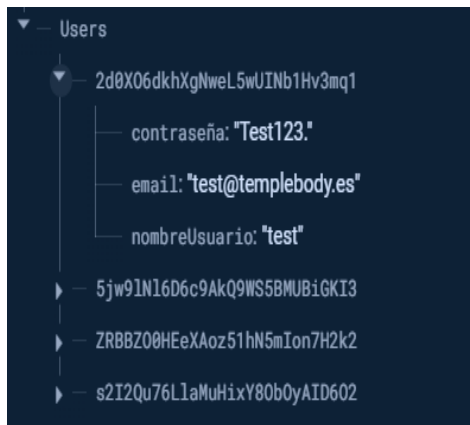 Users
2d0XO6dkhXgNweL5wUINb1Hv3mq1
contraseña: "Test123."
email: "test@templebody.es"
nombreUsuario: "test"
5jw9lNl6D6c9AkQ9WS5BMUBiGKI3
ZRBBZO0HEeXAoz51hN5mIon7H2k2
s2I2Qu76LlaMuHixY8ObOyAID6O2